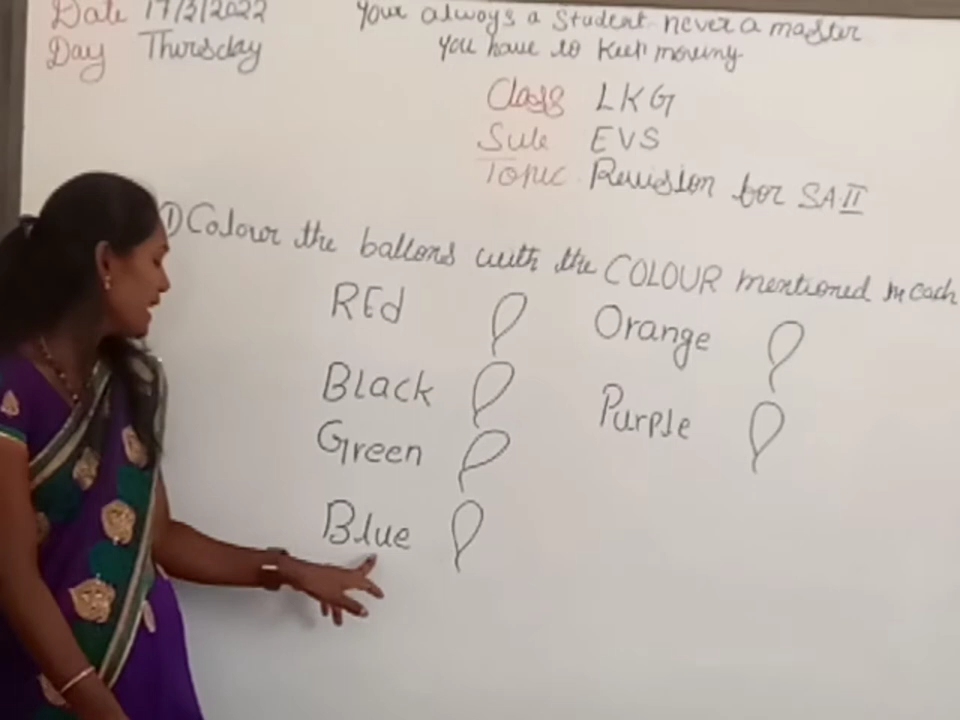 Date 17/3/2022
Day Thursday
Your always a student never a master
you have to keep moving.
Class LKG
Sub EVS
Topic Revision for SA II
① Colour the ballons with the COLOUR mentioned in each
REd
Orange
Black
Purple
Green
Blue